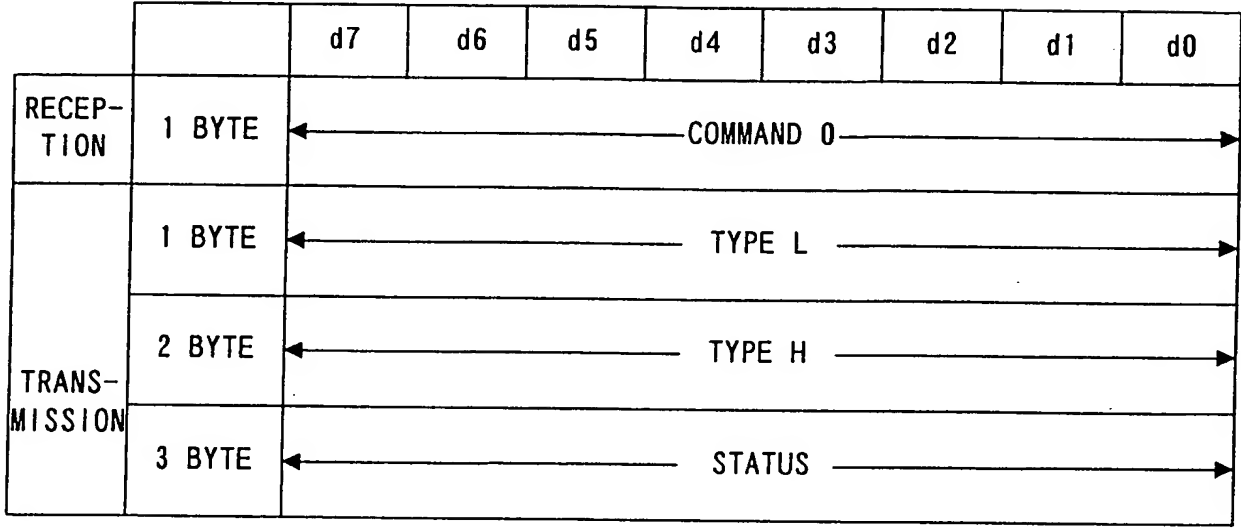 d7 d6 d5 d4 d3 d2 d1 d0
RECEP-
TION
1 BYTE
COMMAND 0
TRANS-
MISSION
1 BYTE
TYPE L
2 BYTE
TYPE H
3 BYTE
STATUS